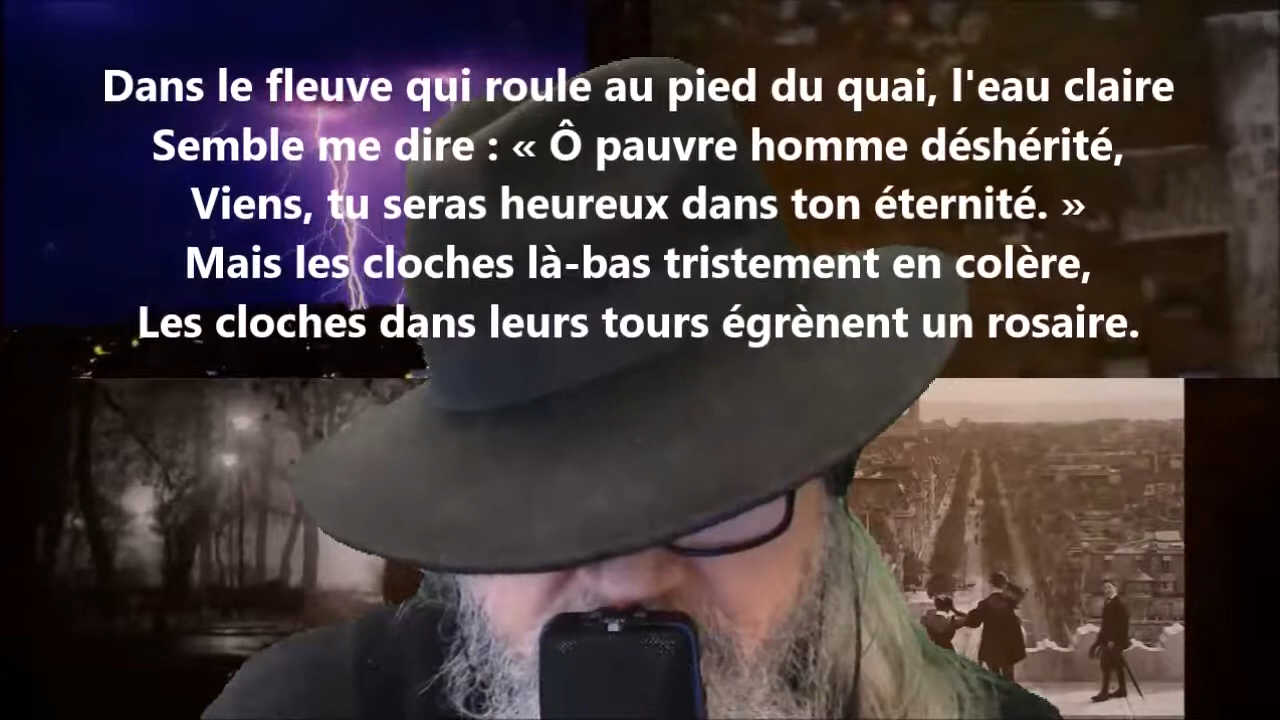 Dans le fleuve qui roule au pied du quai, l'eau claire
Semble me dire : « Ô pauvre homme déshérité,
Viens, tu seras heureux dans ton éternité. »
Mais les cloches là-bas tristement en colère,
Les cloches dans leurs tours égrènent un rosaire.